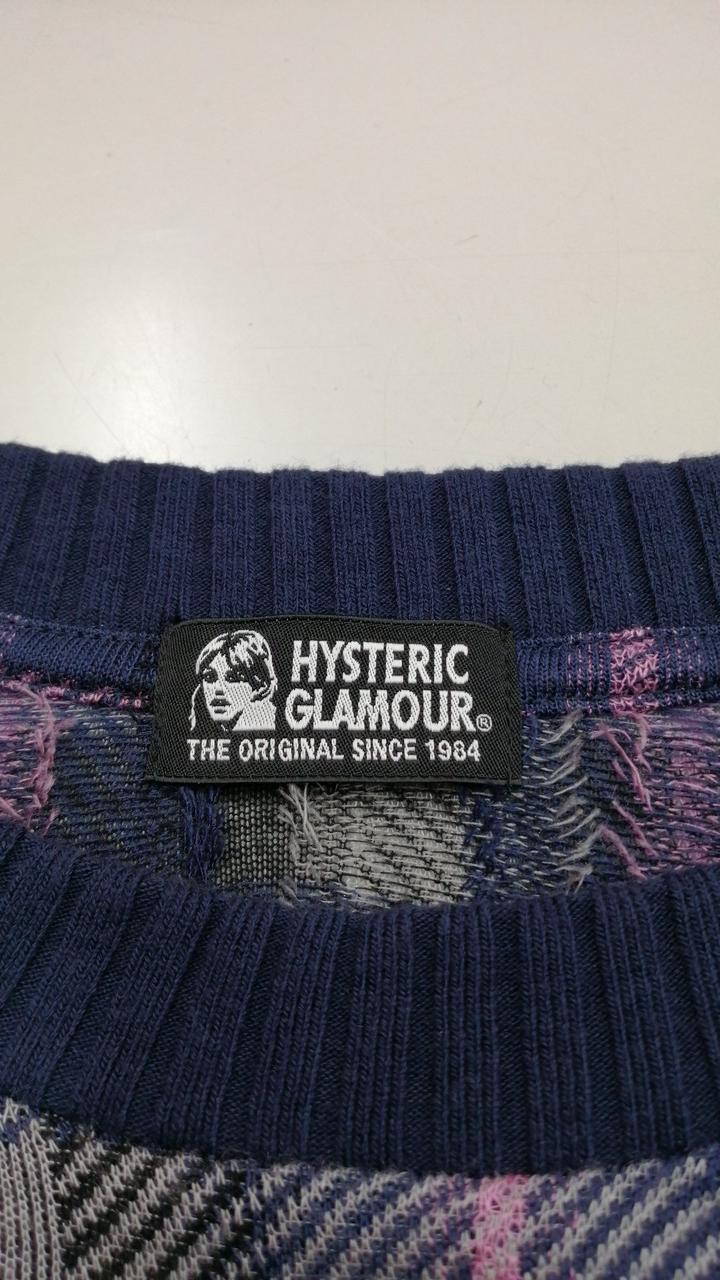 HYSTERIC
GLAMOUR®
THE ORIGINAL SINCE 1984